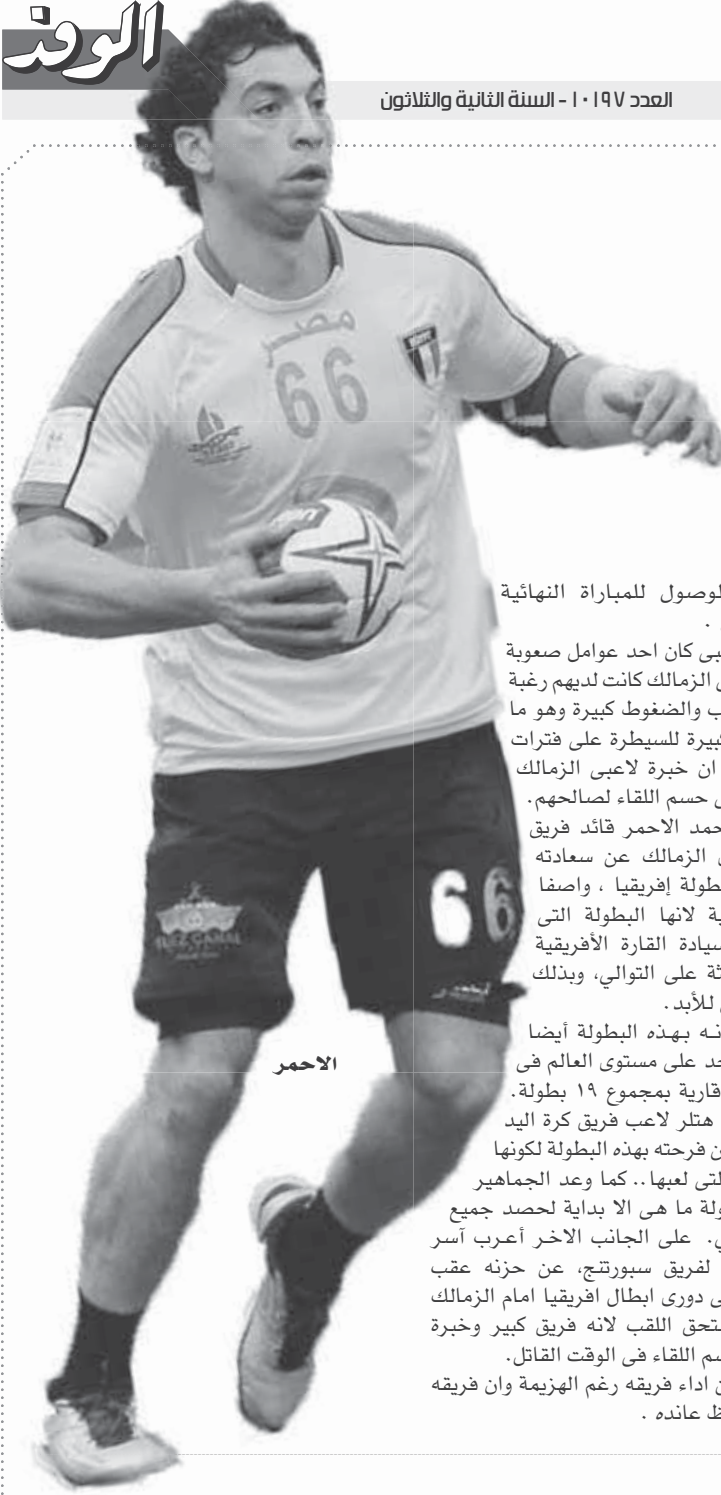 الوفد
العدد ١٠١٩٧ - السنة الثانية والثلاثون
مصر
66
66
الاحمر
لوصول للمباراة النهائية
.
بى كان احد عوامل صعوبة
الزمالك كانت لديهم رغبة
ب والضغوط كبيرة وهو ما
كبيرة للسيطرة على فترات
ان خبرة لاعبى الزمالك
حسم اللقاء لصالحهم.
حمد الاحمر قائد فريق
الزمالك عن سعادته
طولة إفريقيا ، واصفا
ية لانها البطولة التى
سيادة القارة الأفريقية
ثة على التوالي، وبذلك
للأبد.
نه بهذه البطولة أيضا
حد على مستوى العالم فى
قارية بمجموع ١٩ بطولة.
هتلر لاعب فريق كرة اليد
ن فرحته بهذه البطولة لكونها
لتى لعبها.. كما وعد الجماهير
ولة ما هى الا بداية لحصد جميع
ي. على الجانب الاخر أعرب آسر
لفريق سبورتنج، عن حزنه عقب
ى دورى ابطال افريقيا امام الزمالك
ستحق اللقب لانه فريق كبير وخبرة
سم اللقاء فى الوقت القاتل.
ن اداء فريقه رغم الهزيمة وان فريقه
ظ عانده .